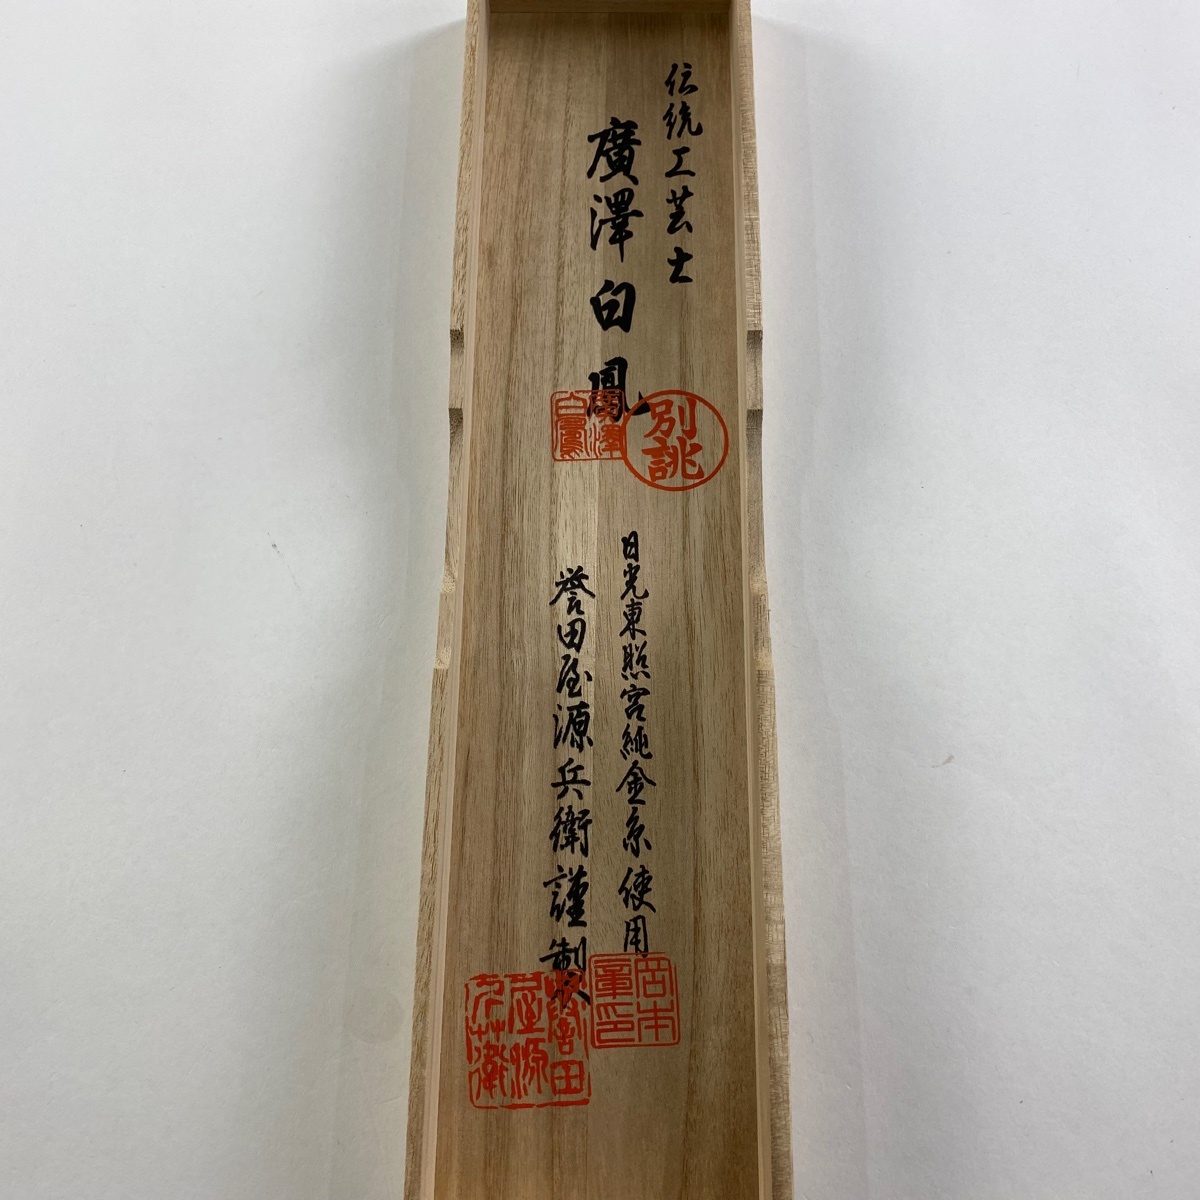 伝統工芸士
廣澤白鳳
別誂
日光東照宮純金糸使用
誉田屋源兵衛謹製